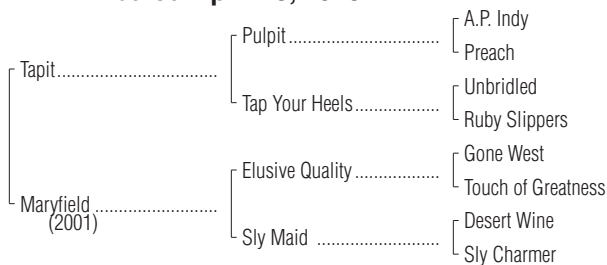 Pulpit
A.P. Indy
Preach
Tapit
Tap Your Heels
Unbridled
Ruby Slippers
Elusive Quality
Gone West
Touch of Greatness
Maryfield
(2001)
Sly Maid
Desert Wine
Sly Charmer